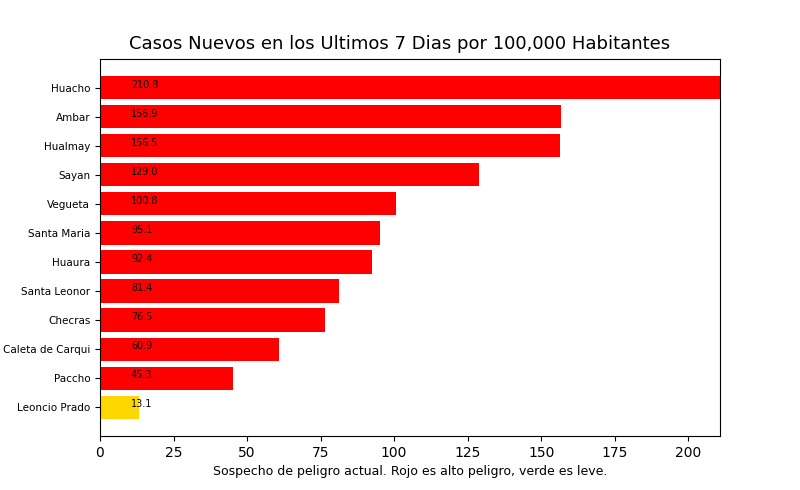 Casos Nuevos en los Ultimos 7 Dias por 100,000 Habitantes
Huacho 210.8
Ambar 156.9
Hualmay 156.5
Sayan 129.0
Vegueta 100.8
Santa Maria 95.1
Huaura 92.4
Santa Leonor 81.4
Checras 76.5
Caleta de Carqui 60.9
Paccho 45.3
Leoncio Prado 13.1
0 25 50 75 100 125 150 175 200
Sospecho de peligro actual. Rojo es alto peligro, verde es leve.